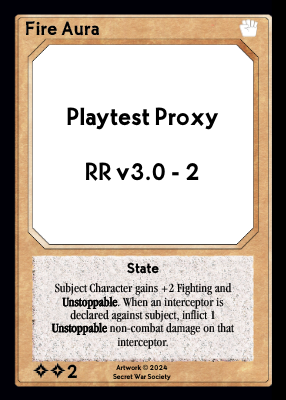 Fire Aura
Playtest Proxy
RR v3.0 - 2
State
Subject Character gains +2 Fighting and
Unstoppable. When an interceptor is
declared against subject, inflict 1
Unstoppable non-combat damage on that
interceptor.
2
Artwork © 2024
Secret War Society